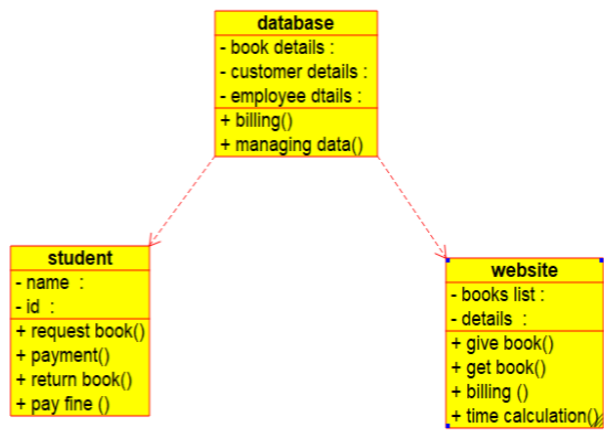 database
- book details :
- customer details :
- employee dtails :
+ billing()
+ managing data()
student
- name  :
- id  :
+ request book()
+ payment()
+ return book()
+ pay fine ()
website
- books list :
- details  :
+ give book()
+ get book()
+ billing ()
+ time calculation()